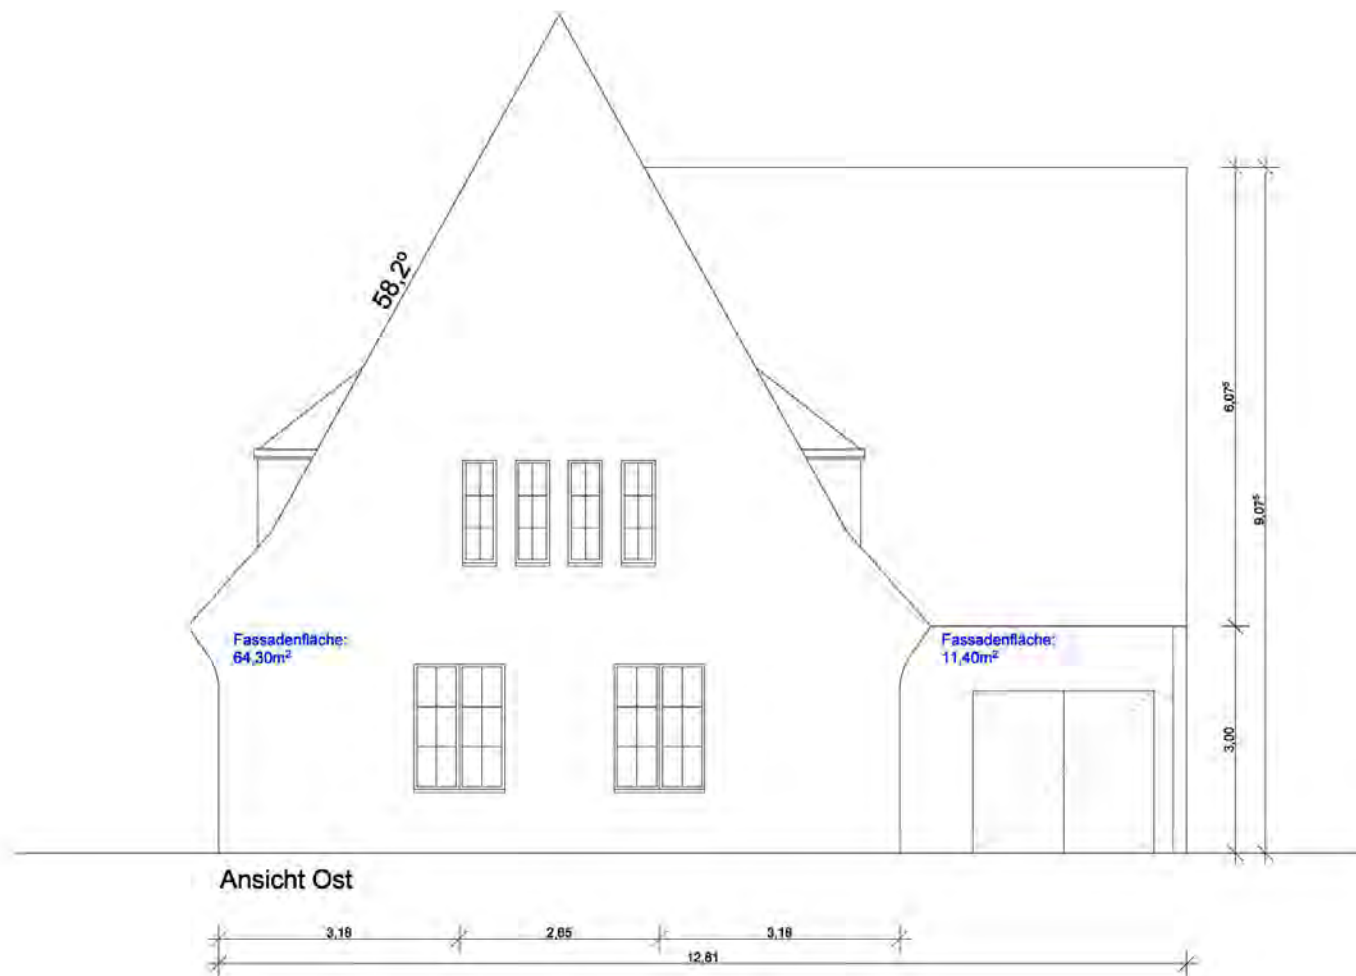 58,2°
6,07⁵
9,07⁵
Fassadenfläche:
64,30m²
Fassadenfläche:
11,40m²
3,00
Ansicht Ost
3,18
2,65
3,18
12,81